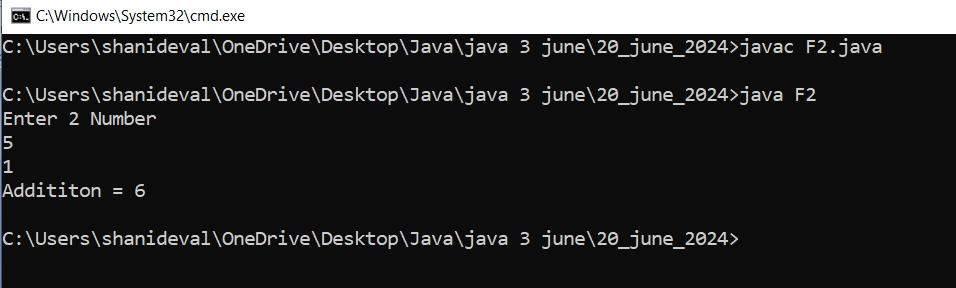 C:\Windows\System32\cmd.exe
C:\Users\shanideval\OneDrive\Desktop\Java\java 3 june\20_june_2024>javac F2.java
C:\Users\shanideval\OneDrive\Desktop\Java\java 3 june\20_june_2024>java F2
Enter 2 Number
5
1
Addititon = 6
C:\Users\shanideval\OneDrive\Desktop\Java\java 3 june\20_june_2024>